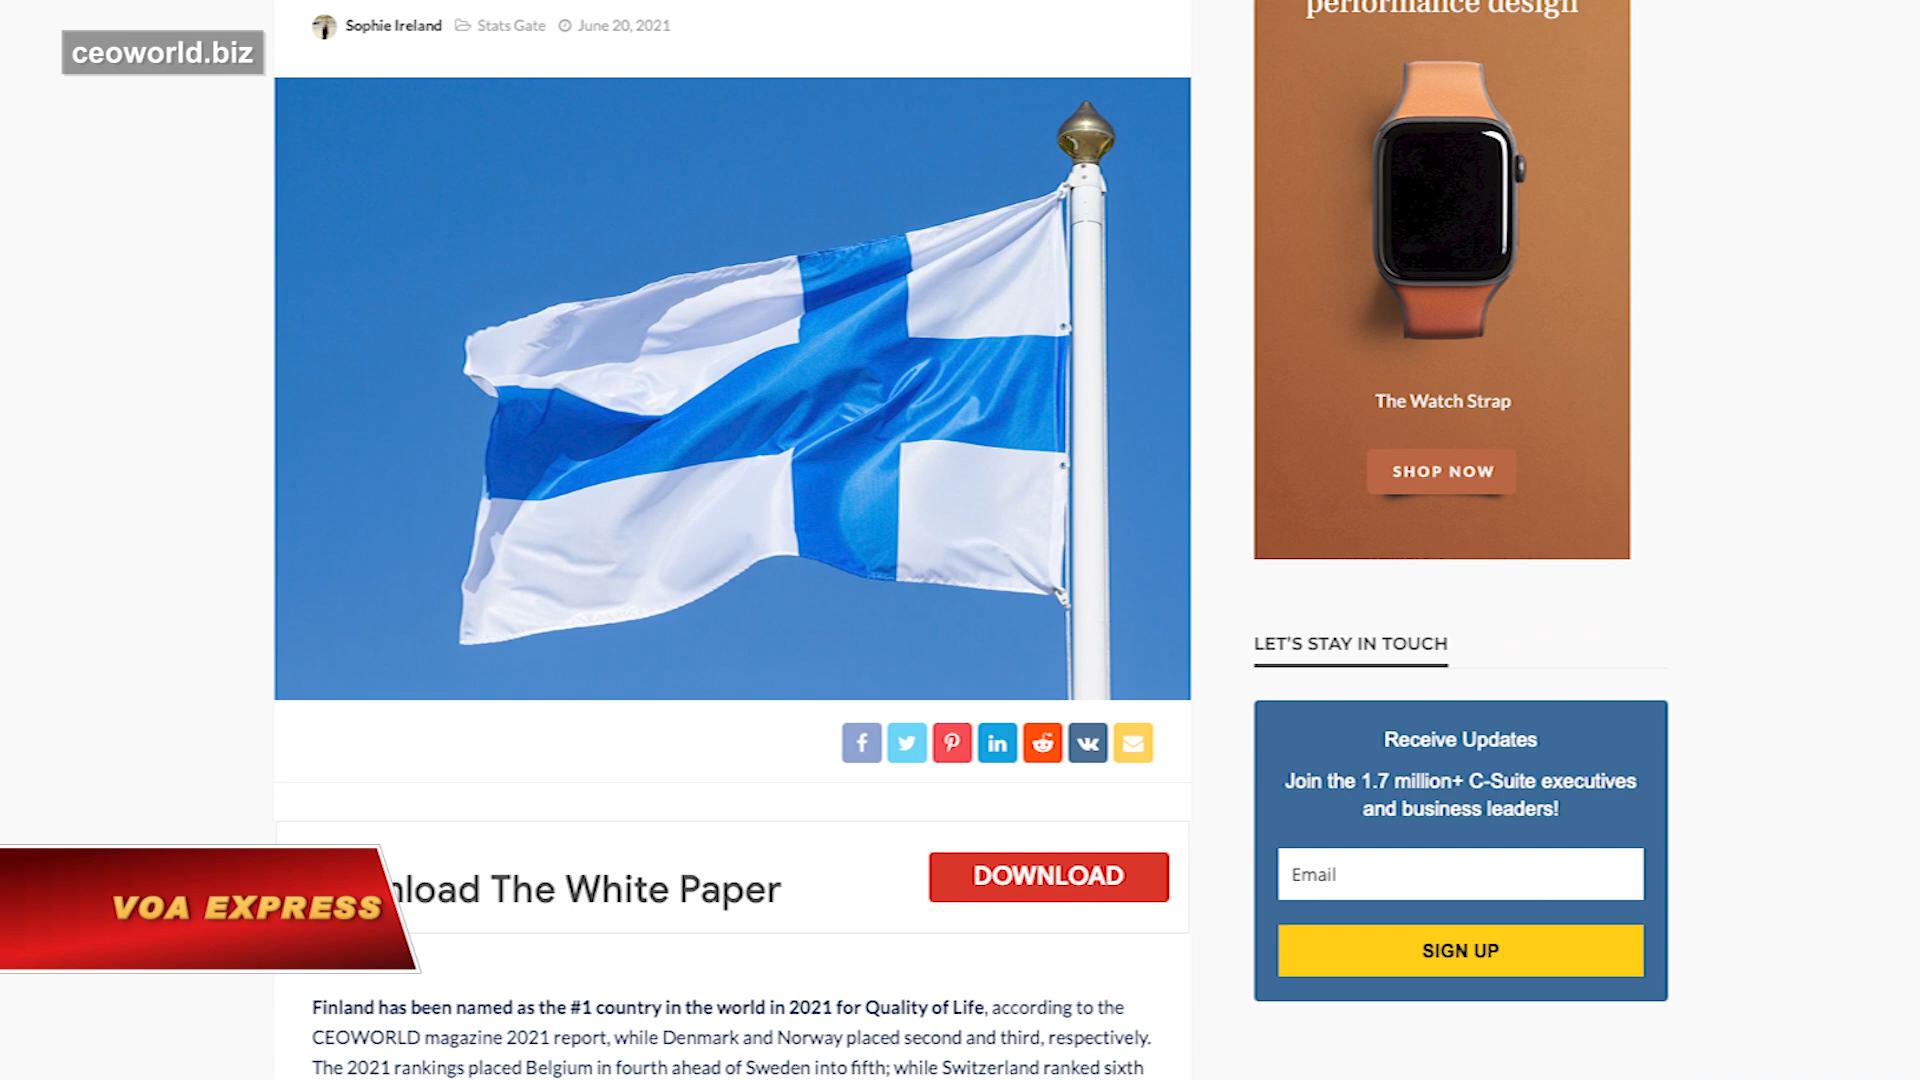 performance design
Sophie Ireland Stats Gate June 20, 2021
ceoworld.biz
The Watch Strap
SHOP NOW
LET'S STAY IN TOUCH
Receive Updates
Join the 1.7 million+ C-Suite executives
and business leaders!
Email
SIGN UP
The White Paper
DOWNLOAD
VOA EXPRESS
Finland has been named as the #1 country in the world in 2021 for Quality of Life, according to the
CEOWORLD magazine 2021 report, while Denmark and Norway placed second and third, respectively.
The 2021 rankings placed Belgium in fourth ahead of Sweden into fifth; while Switzerland ranked sixth